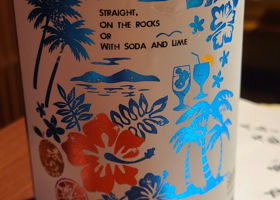 Straight,
on the rocks
or
With soda and lime